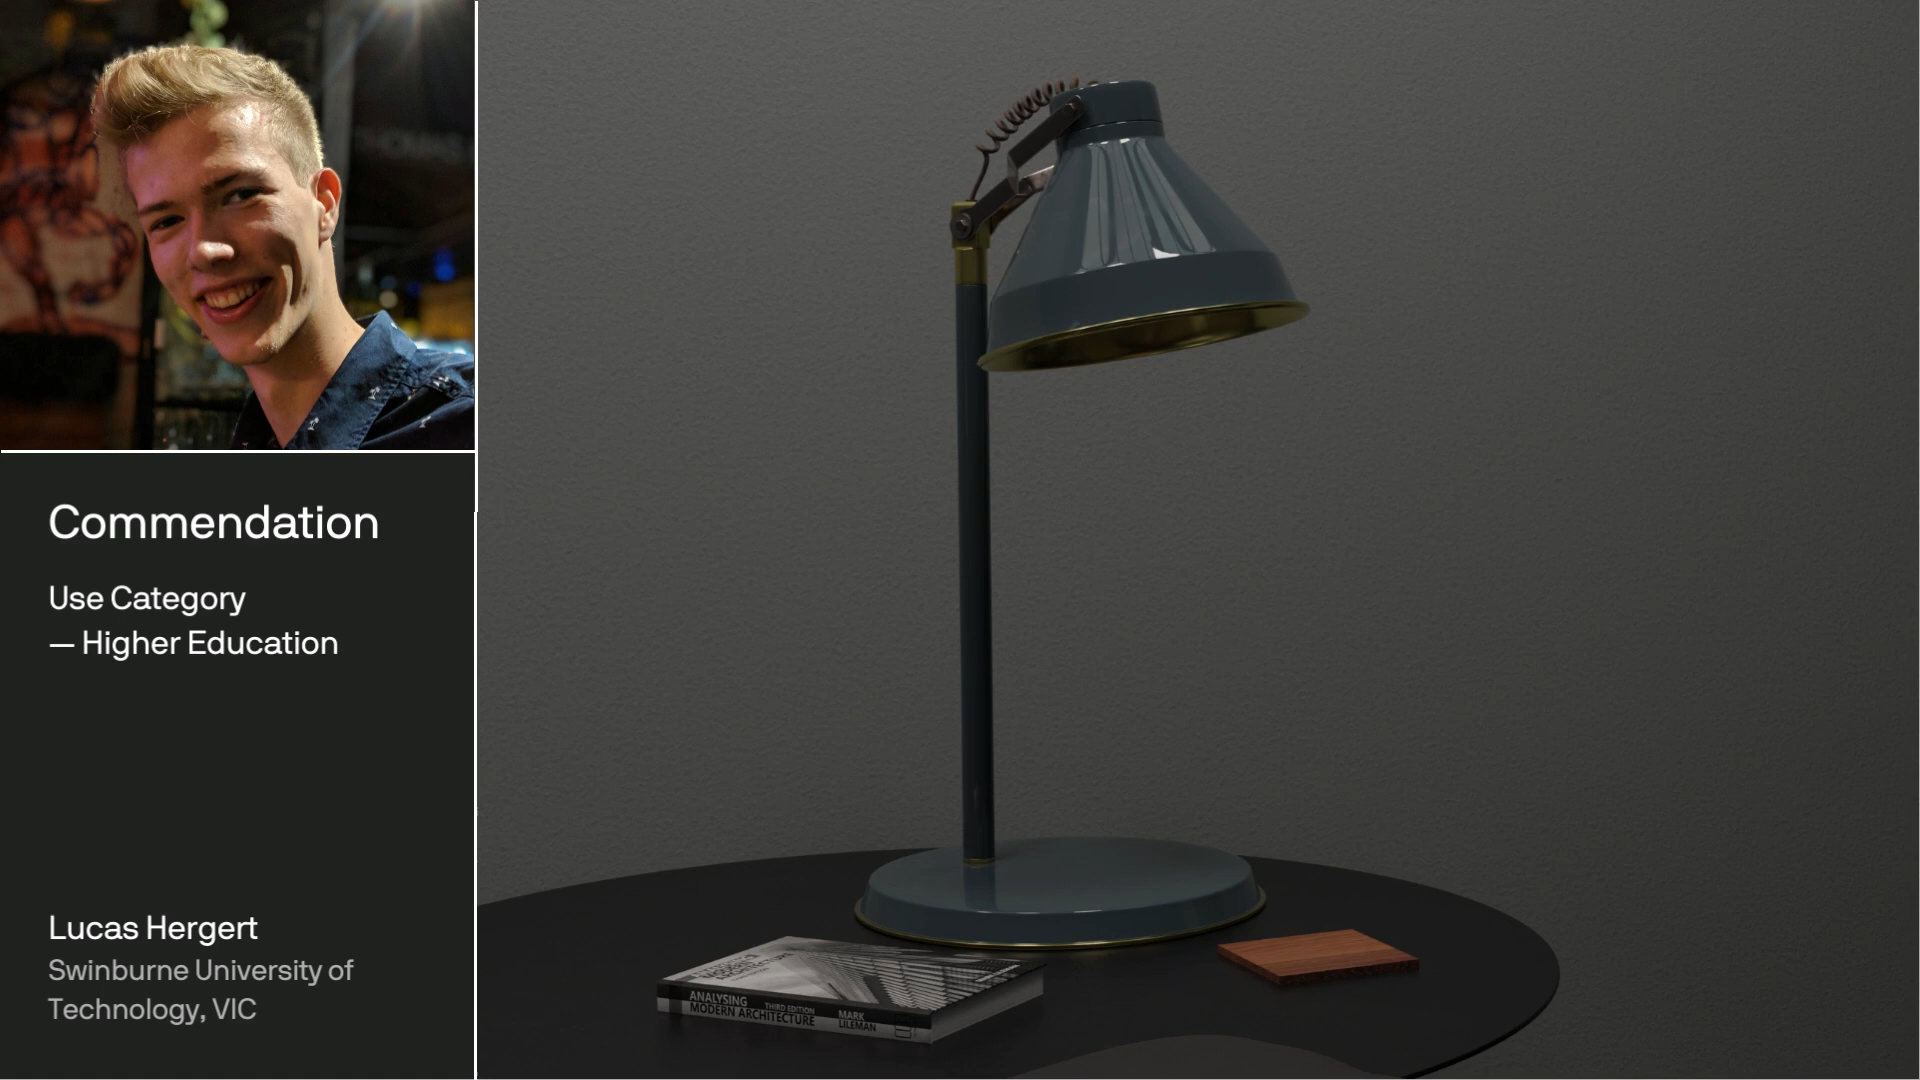 Commendation
Use Category
— Higher Education
Lucas Hergert
Swinburne University of
Technology, VIC
ANALYSING
MODERN ARCHITECTURE
THIRD EDITION
MARK
LILEMAN